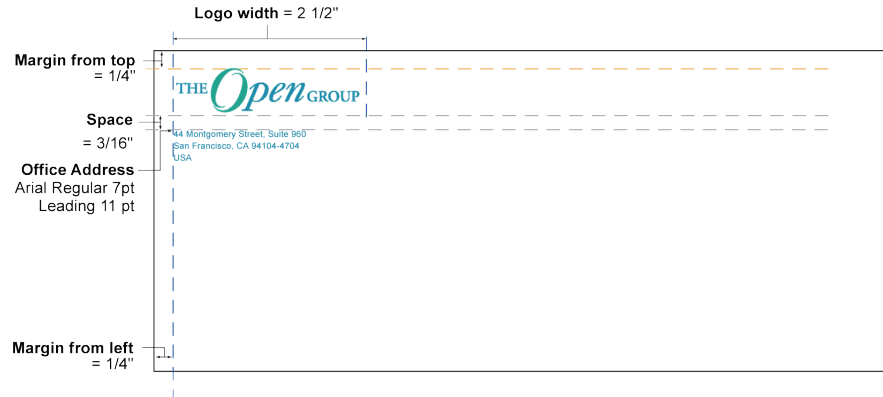 Logo width = 2 1/2"
Margin from top
= 1/4"
THE Open GROUP
Space
= 3/16"
44 Montgomery Street, Suite 960
San Francisco, CA 94104-4704
USA
Office Address
Arial Regular 7pt
Leading 11 pt
Margin from left
= 1/4"